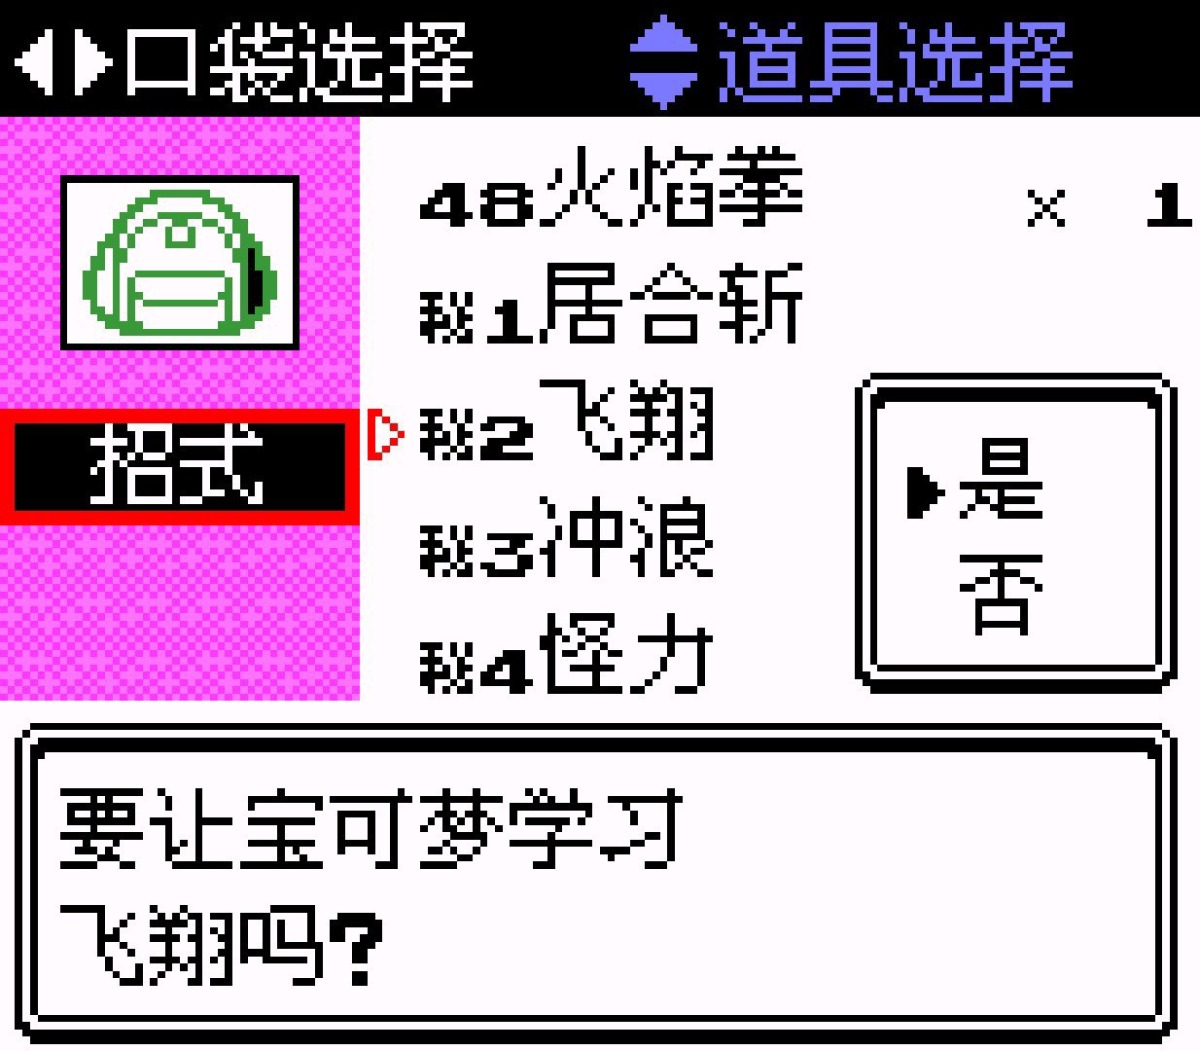 口袋选择 道具选择
48火焰拳 × 1
秘1居合斩
秘2飞翔
招式
秘3冲浪
秘4怪力
是
否
要让宝可梦学习
飞翔吗?